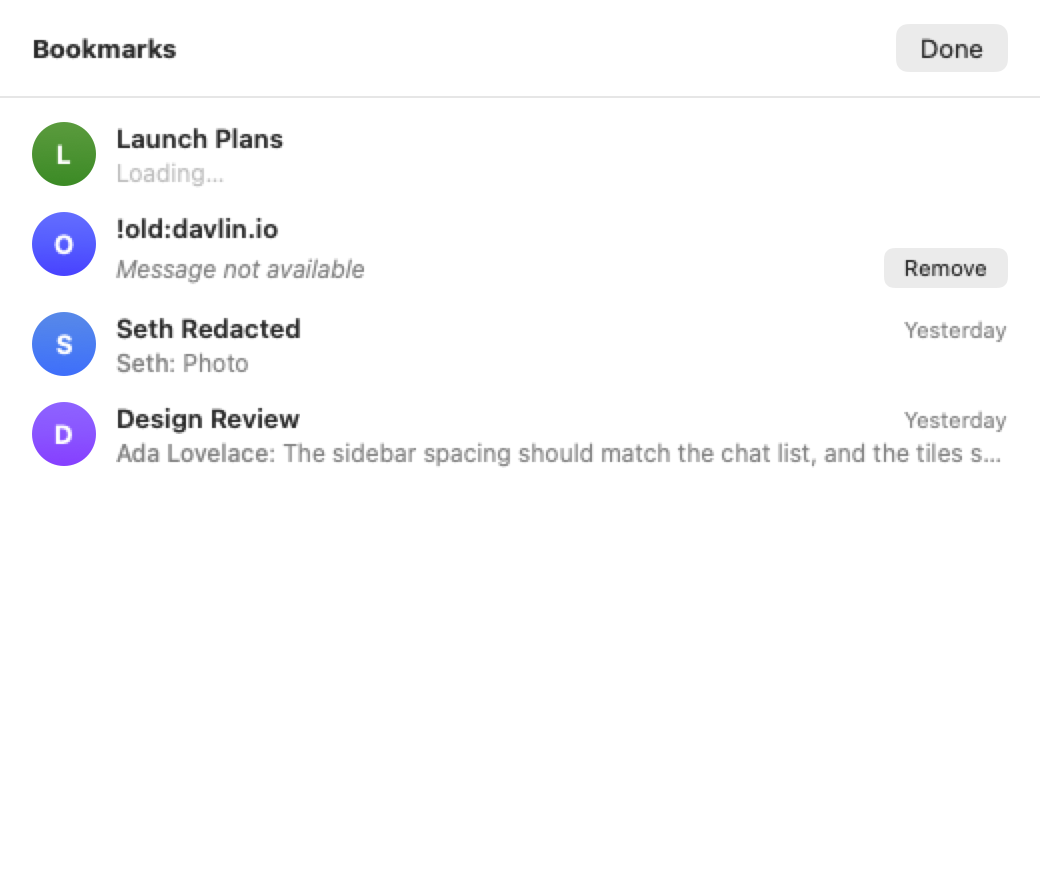 Bookmarks
Done
L
Launch Plans
Loading...
O
!old:davlin.io
Message not available
Remove
S
Seth Redacted
Yesterday
Seth: Photo
D
Design Review
Yesterday
Ada Lovelace: The sidebar spacing should match the chat list, and the tiles s...